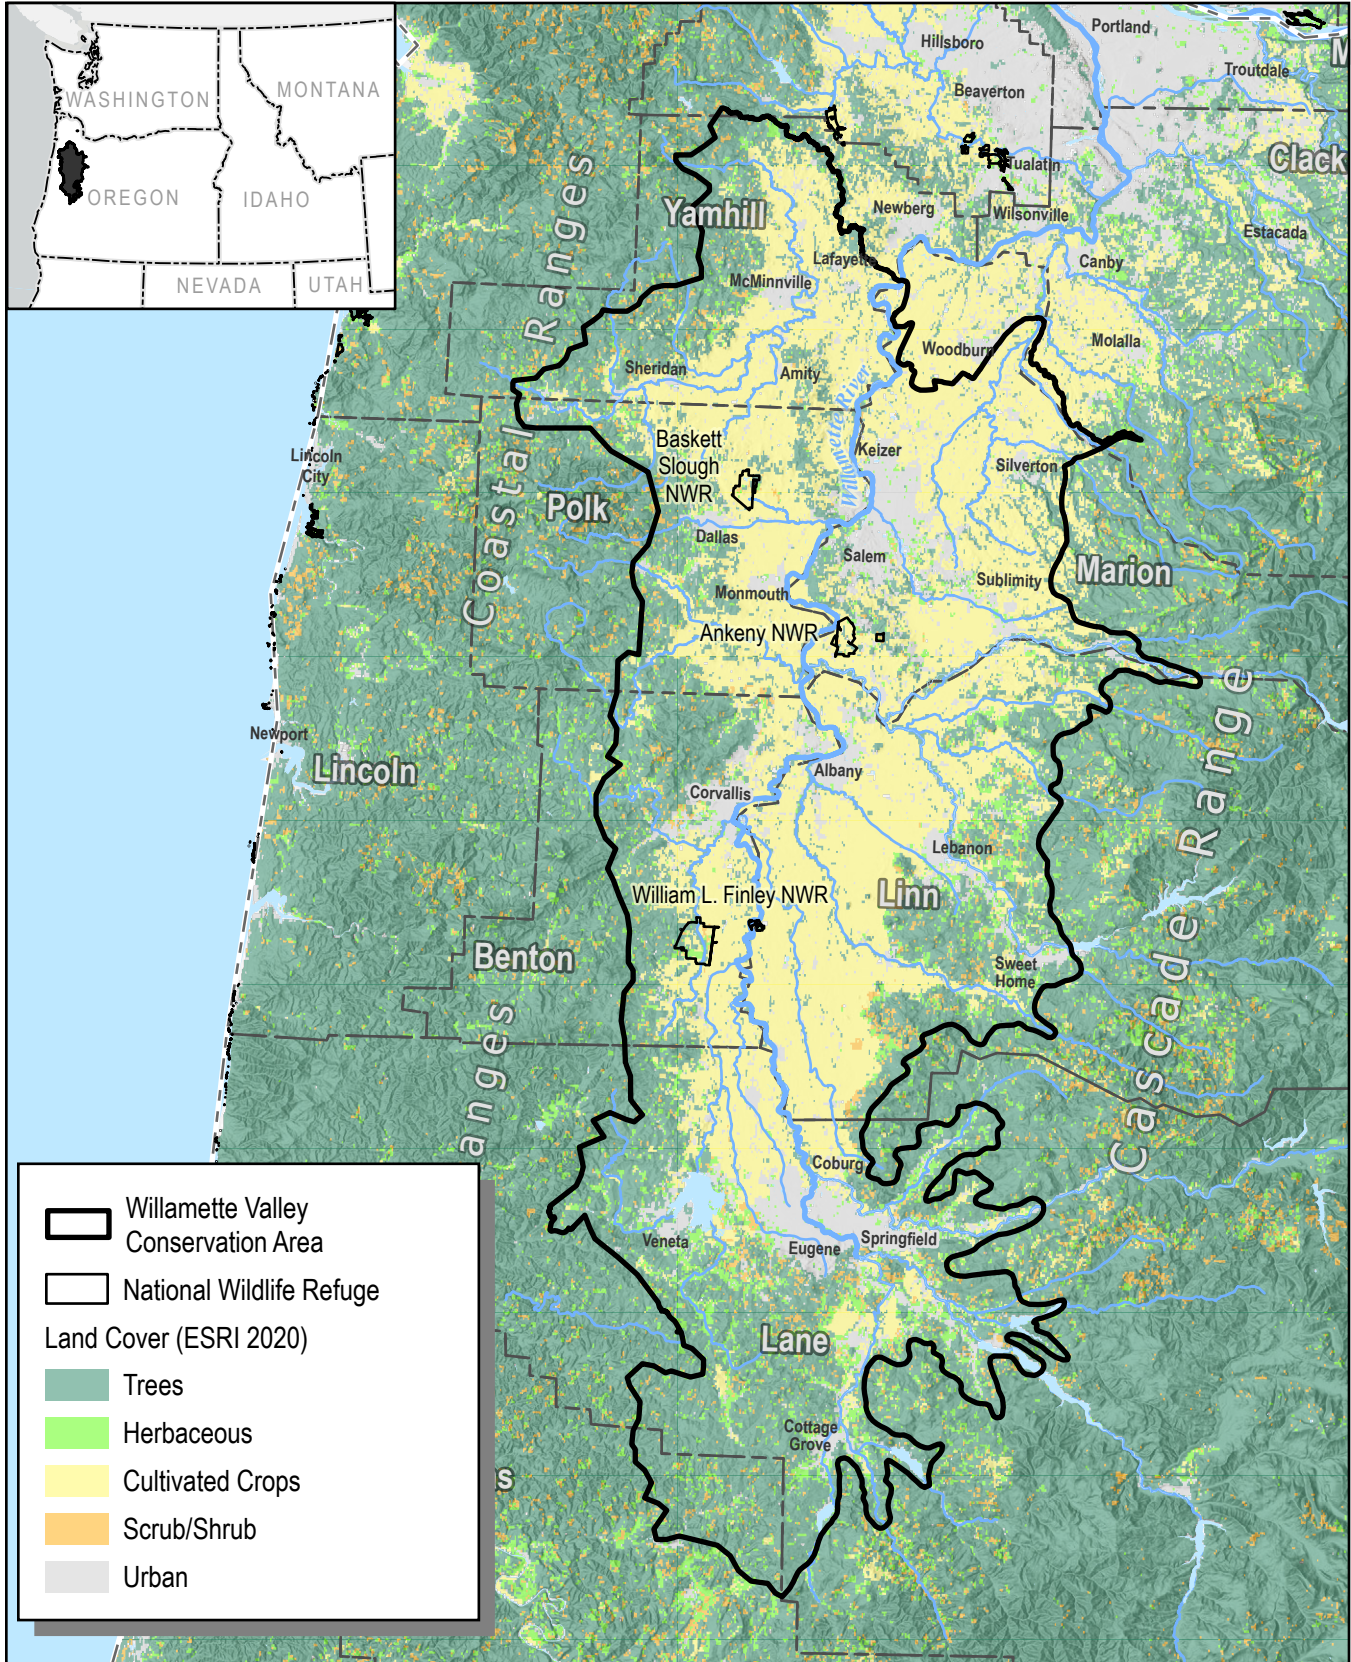 WASHINGTON
MONTANA
OREGON
IDAHO
NEVADA
UTAH
Portland
Hillsboro
Troutdale
M
Beaverton
Tualatin
Clack
Coastal Ranges
Yamhill
Newberg
Wilsonville
Estacada
Lafayette
Canby
McMinnville
Woodburn
Molalla
Sheridan
Amity
Willamette River
Baskett
Slough
NWR
Keizer
Lincoln
City
Silverton
Polk
Dallas
Salem
Marion
Sublimity
Monmouth
Ankeny NWR
Cascade Range
Newport
Lincoln
Albany
Corvallis
Lebanon
William L. Finley NWR
Linn
Benton
Sweet
Home
anges
Coburg
Veneta
Eugene
Springfield
Lane
Cottage
Grove
s
Willamette Valley
Conservation Area
National Wildlife Refuge
Land Cover (ESRI 2020)
Trees
Herbaceous
Cultivated Crops
Scrub/Shrub
Urban